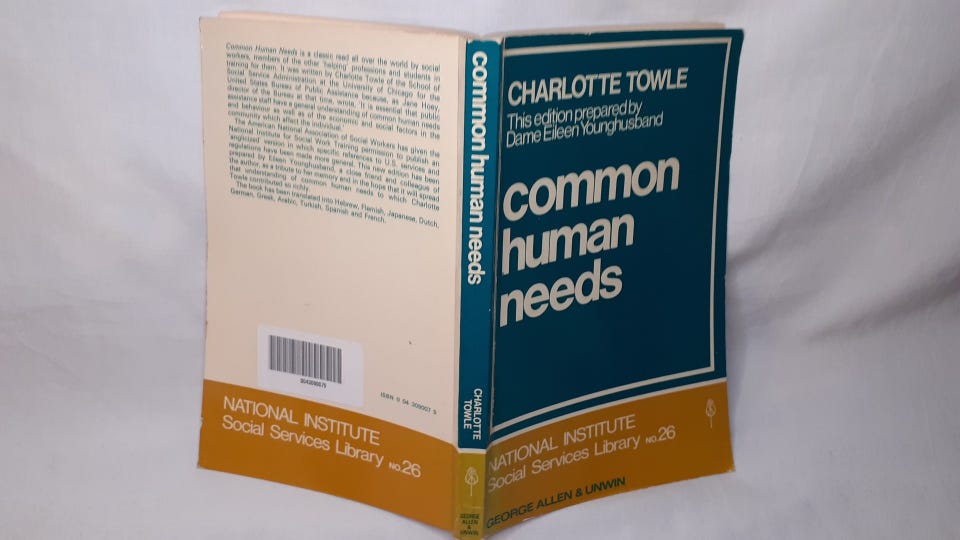 Common Human Needs is a classic read all over the world by social
workers, members of the other 'helping' professions and students in
training for them. It was written by Charlotte Towle of the School of
Social Service Administration at the University of Chicago for the
United States Bureau of Public Assistance because, as Jane Hoey,
director of the Bureau at that time, wrote, 'It is essential that public
assistance staff have a general understanding of common human needs
and behaviour as well as of the economic and social factors in the
community which affect the individual.'
The American National Association of Social Workers has given the
National Institute for Social Work Training permission to publish an
'anglicized version in which specific references to U.S. services and
regulations have been made more general. This new edition has been
prepared by Eileen Younghusband, a close friend and colleague of
the author, as a tribute to her memory and in the hope that it will spread
that understanding of common human needs to which Charlotte
Towle contributed so richly.
The book has been translated into Hebrew, Flemish, Japanese, Dutch,
German, Greek, Arabic, Turkish, Spanish and French.
ISBN 0 04 309007 9
NATIONAL INSTITUTE
Social Services Library NO.26
common human needs
CHARLOTTE
TOWLE
GEORGE
ALLEN
&
UNWIN
CHARLOTTE TOWLE
This edition prepared by
Dame Eileen Younghusband
common
human
needs
NATIONAL INSTITUTE
Social Services Library NO.26
GEORGE ALLEN & UNWIN